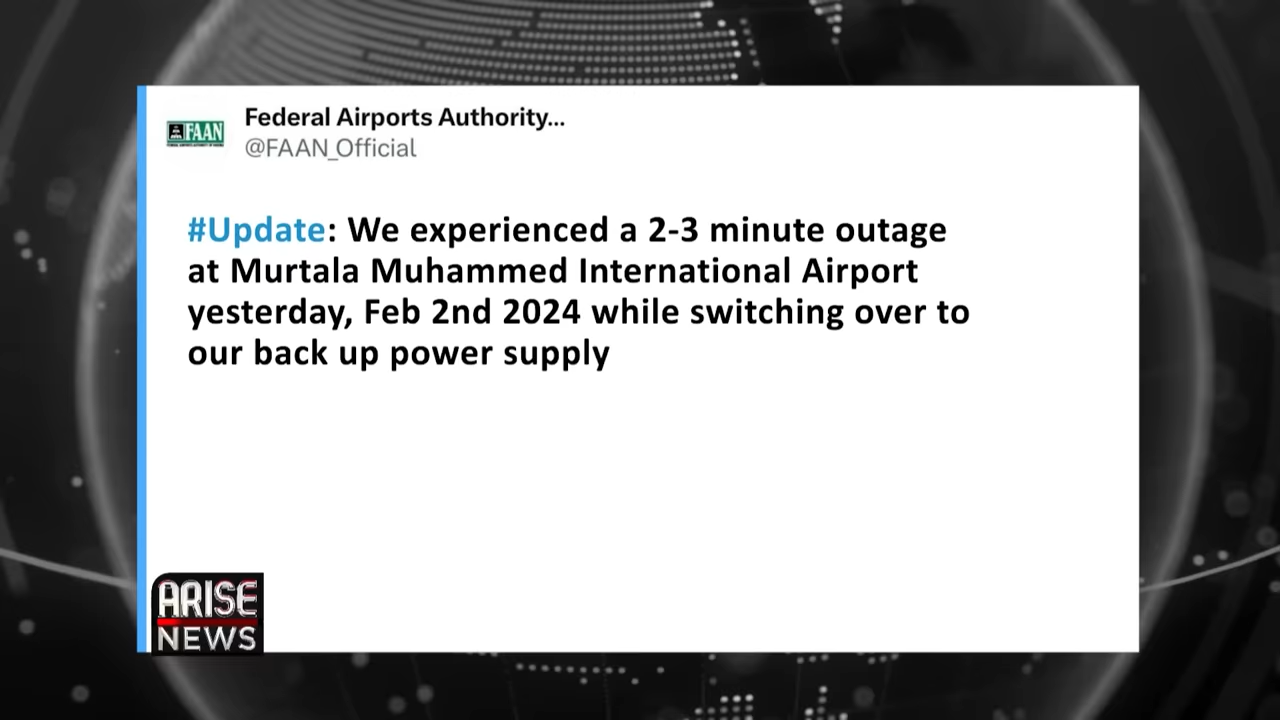 FAAN
Federal Airports Authority...
@FAAN_Official
#Update: We experienced a 2-3 minute outage
at Murtala Muhammed International Airport
yesterday, Feb 2nd 2024 while switching over to
our back up power supply
ARISE
NEWS